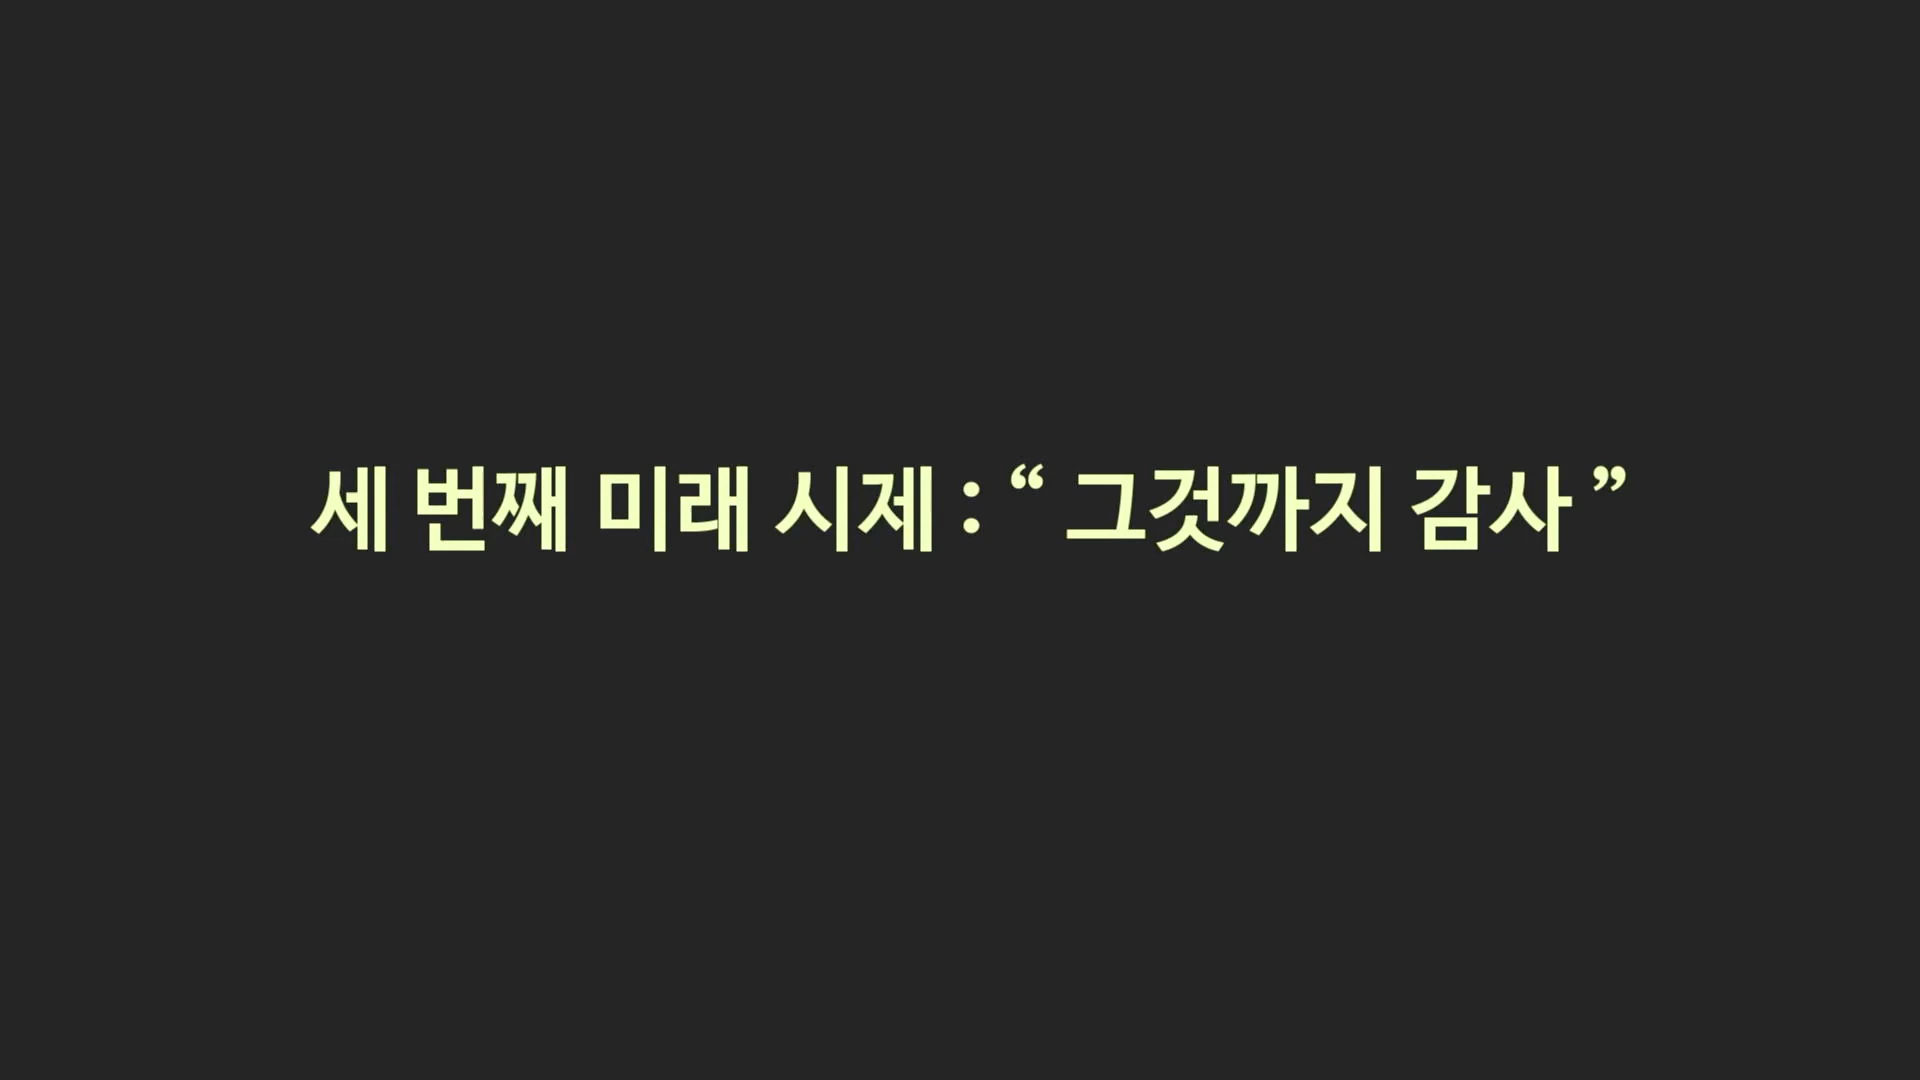 세 번째 미래 시제 : “ 그것까지 감사 ”